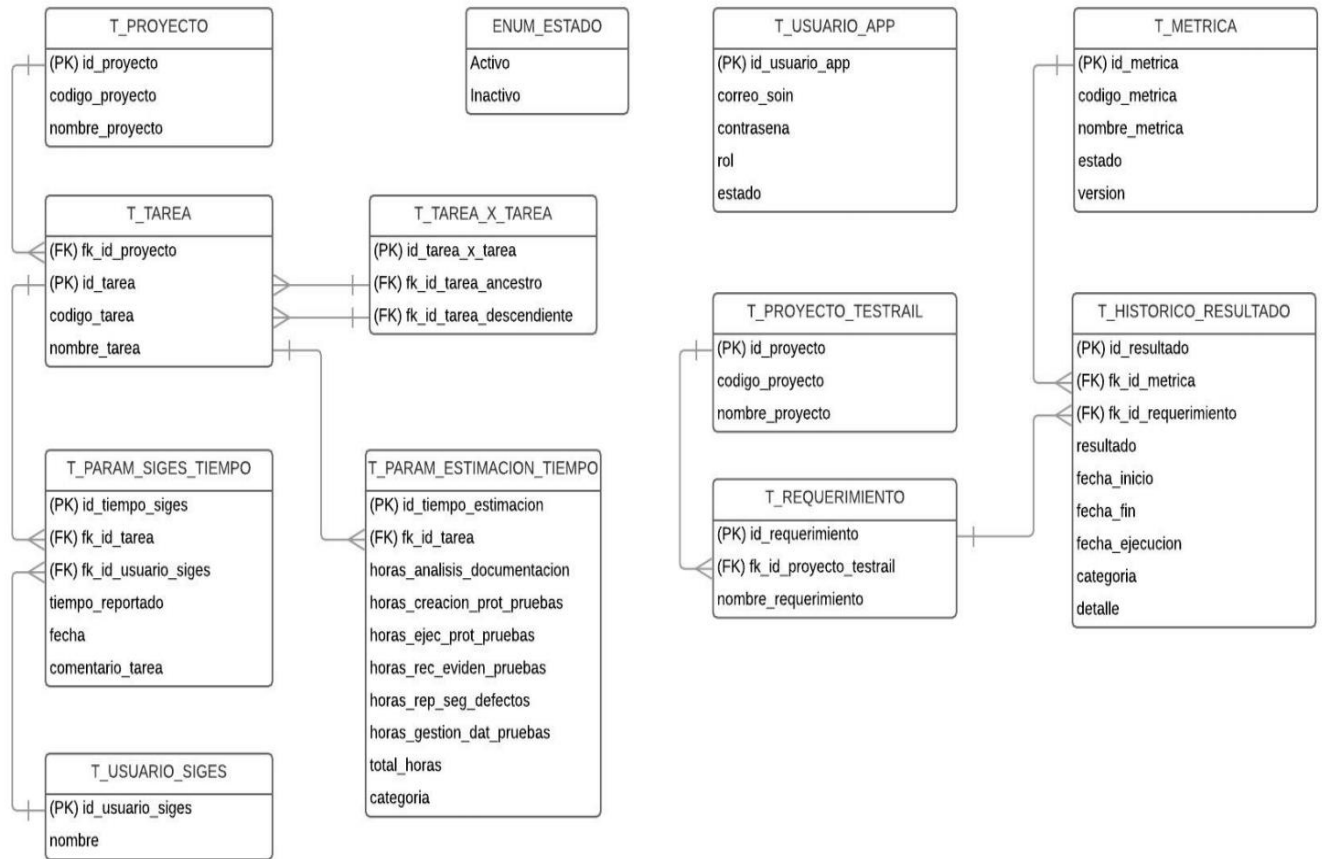 T_PROYECTO
(PK) id_proyecto
codigo_proyecto
nombre_proyecto
ENUM_ESTADO
Activo
Inactivo
T_USUARIO_APP
(PK) id_usuario_app
correo_soin
contrasena
rol
estado
T_METRICA
(PK) id_metrica
codigo_metrica
nombre_metrica
estado
version
T_TAREA
(FK) fk_id_proyecto
(PK) id_tarea
codigo_tarea
nombre_tarea
T_TAREA_X_TAREA
(PK) id_tarea_x_tarea
(FK) fk_id_tarea_ancestro
(FK) fk_id_tarea_descendiente
T_PROYECTO_TESTRAIL
(PK) id_proyecto
codigo_proyecto
nombre_proyecto
T_HISTORICO_RESULTADO
(PK) id_resultado
(FK) fk_id_metrica
(FK) fk_id_requerimiento
resultado
fecha_inicio
fecha_fin
fecha_ejecucion
categoria
detalle
T_PARAM_SIGES_TIEMPO
(PK) id_tiempo_siges
(FK) fk_id_tarea
(FK) fk_id_usuario_siges
tiempo_reportado
fecha
comentario_tarea
T_PARAM_ESTIMACION_TIEMPO
(PK) id_tiempo_estimacion
(FK) fk_id_tarea
horas_analisis_documentacion
horas_creacion_prot_pruebas
horas_ejec_prot_pruebas
horas_rec_eviden_pruebas
horas_rep_seg_defectos
horas_gestion_dat_pruebas
total_horas
categoria
T_REQUERIMIENTO
(PK) id_requerimiento
(FK) fk_id_proyecto_testrail
nombre_requerimiento
T_USUARIO_SIGES
(PK) id_usuario_siges
nombre